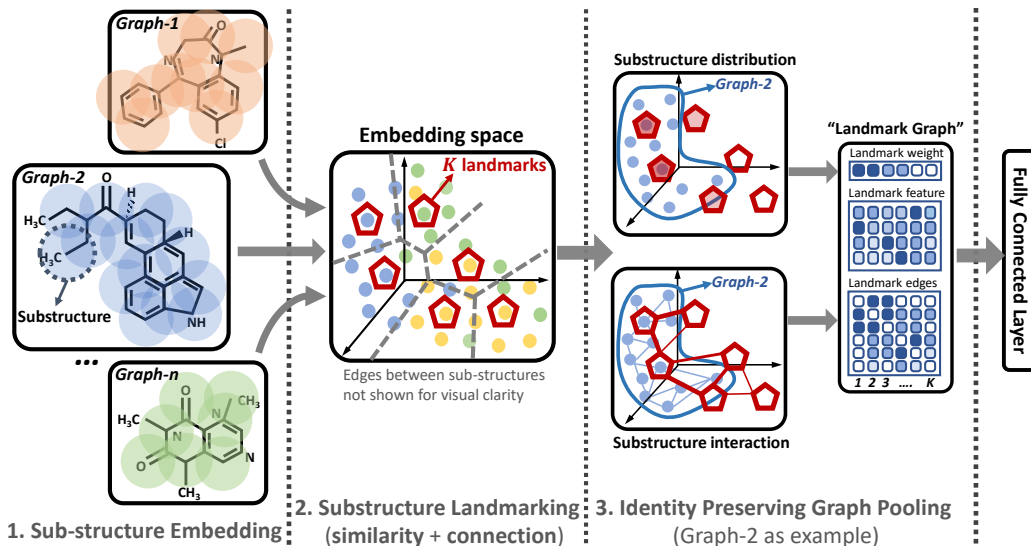 Graph-1
O
N
N
Cl
Graph-2
O
H
H₃C
H
H₃C
Substructure
NH
...
Graph-n
O
N
CH₃
H₃C
N
O
N
CH₃
1. Sub-structure Embedding
Embedding space
K landmarks
Edges between sub-structures
not shown for visual clarity
2. Substructure Landmarking
(similarity + connection)
Substructure distribution
Graph-2
Graph-2
Substructure interaction
3. Identity Preserving Graph Pooling
(Graph-2 as example)
“Landmark Graph”
Landmark weight
Landmark feature
Landmark edges
1 2 3 .... K
Fully Connected Layer